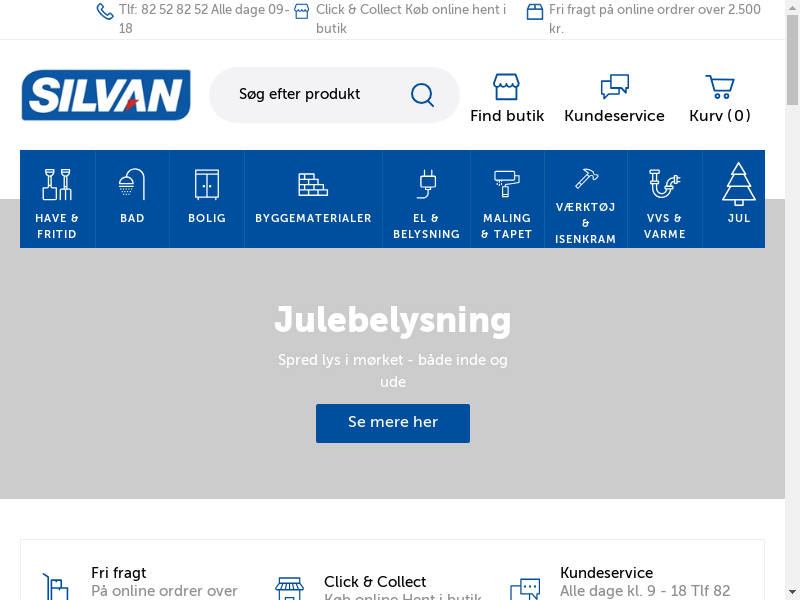 Tlf: 82 52 82 52 Alle dage 09-
18
Click & Collect Køb online hent i
butik
Fri fragt på online ordrer over 2.500
kr.
SILVAN
Søg efter produkt
Find butik
Kundeservice
Kurv (0)
HAVE &
FRITID
BAD
BOLIG
BYGGEMATERIALER
EL &
BELYSNING
MALING
& TAPET
VÆRKTØJ
&
ISENKRAM
VVS &
VARME
JUL
Julebelysning
Spred lys i mørket - både inde og
ude
Se mere her
Fri fragt
På online ordrer over
Click & Collect
Køb online Hent i butik
Kundeservice
Alle dage kl. 9 - 18 Tlf 82